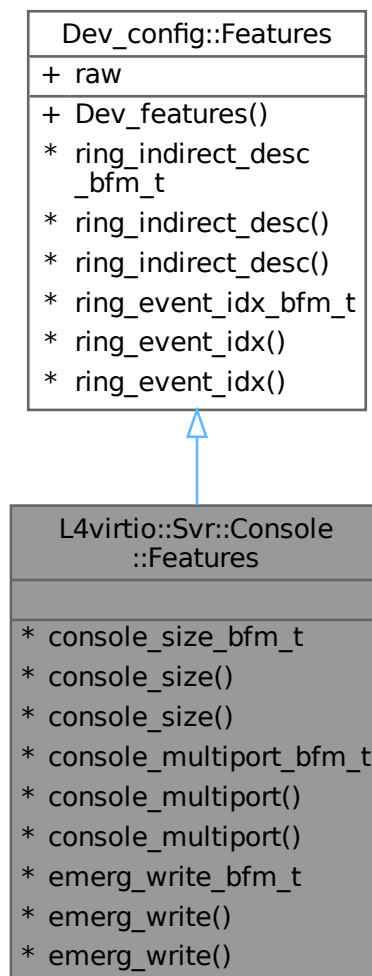 Dev_config::Features
+ raw
+ Dev_features()
* ring_indirect_desc
_bfm_t
* ring_indirect_desc()
* ring_indirect_desc()
* ring_event_idx_bfm_t
* ring_event_idx()
* ring_event_idx()
L4virtio::Svr::Console
::Features
* console_size_bfm_t
* console_size()
* console_size()
* console_multiport_bfm_t
* console_multiport()
* console_multiport()
* emerg_write_bfm_t
* emerg_write()
* emerg_write()